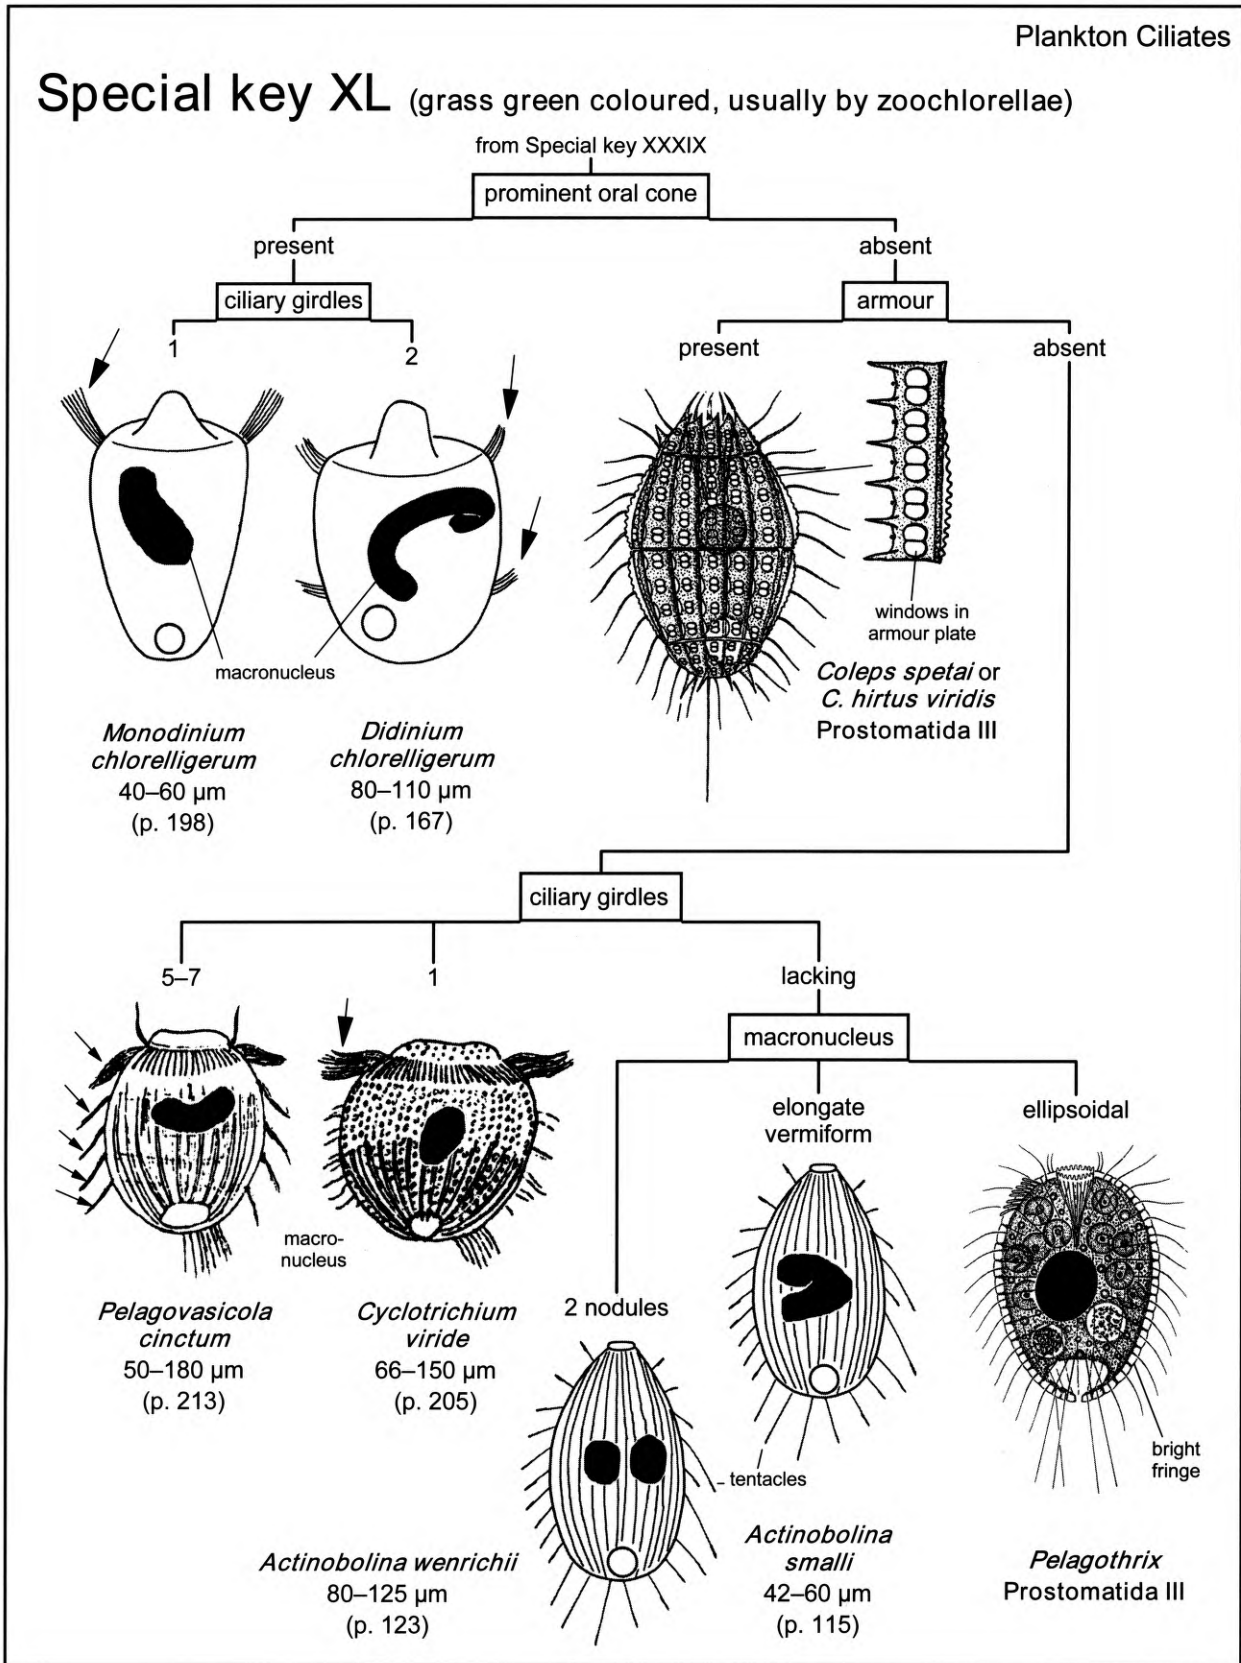 Plankton Ciliates
Special key XL (grass green coloured, usually by zoochlorellae)
from Special key XXXIX
prominent oral cone
present
absent
ciliary girdles
armour
1
2
present
absent
macronucleus
windows in
armour plate
Monodinium
chlorelligerum
40–60 µm
(p. 198)
Didinium
chlorelligerum
80–110 µm
(p. 167)
Coleps spetai or
C. hirtus viridis
Prostomatida III
ciliary girdles
5–7
1
lacking
macronucleus
2 nodules
elongate
vermiform
ellipsoidal
macro-
nucleus
Pelagovasicola
cinctum
50–180 µm
(p. 213)
Cyclotrichium
viride
66–150 µm
(p. 205)
tentacles
bright
fringe
Actinobolina wenrichii
80–125 µm
(p. 123)
Actinobolina
smalli
42–60 µm
(p. 115)
Pelagothrix
Prostomatida III